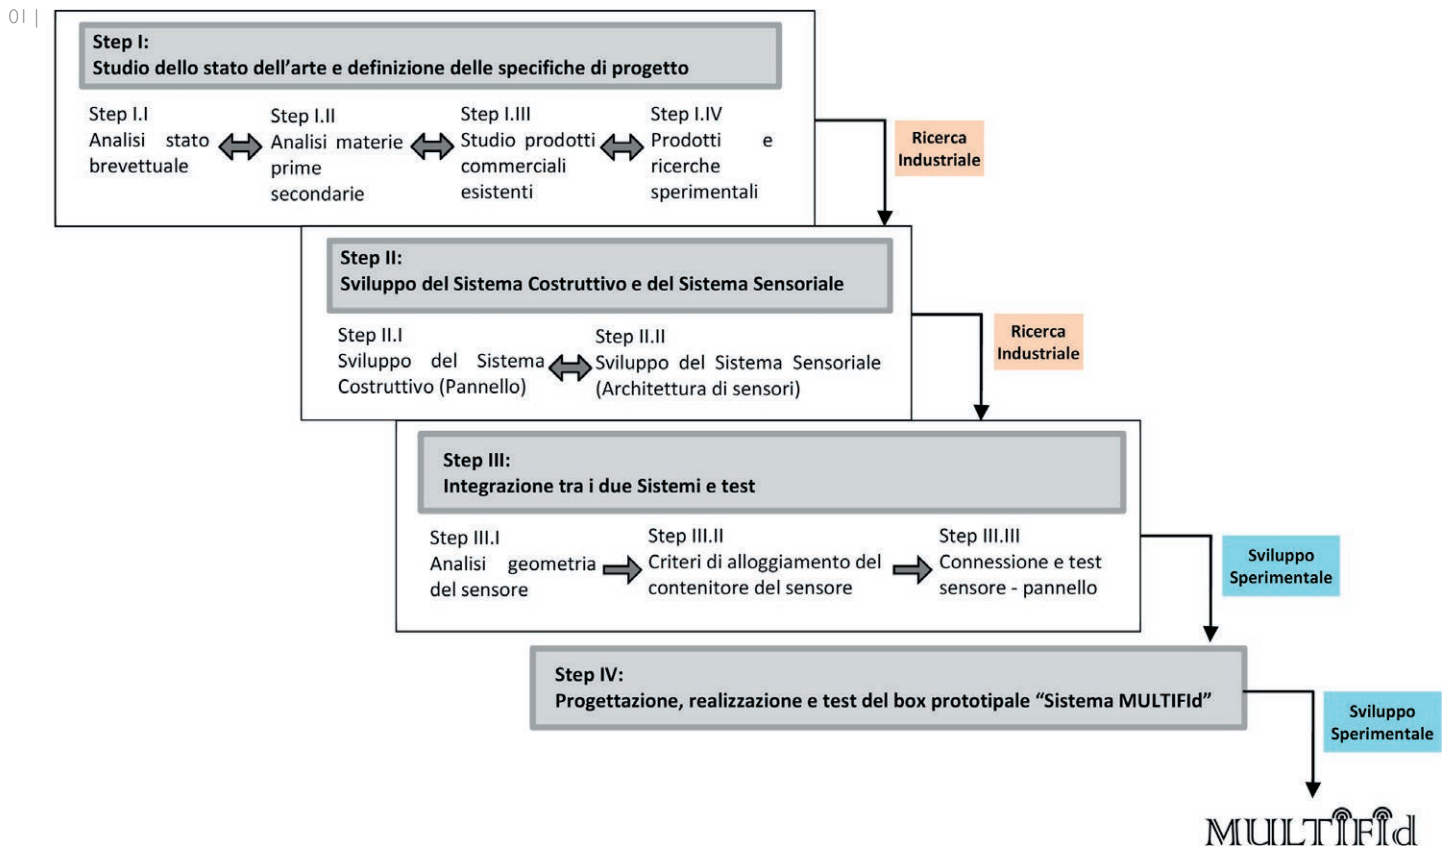 01 |
Step I:
Studio dello stato dell’arte e definizione delle specifiche di progetto
Step I.I
Analisi stato
brevettuale
Step I.II
Analisi materie
prime
secondarie
Step I.III
Studio prodotti
commerciali
esistenti
Step I.IV
Prodotti e
ricerche
sperimentali
Ricerca
Industriale
Step II:
Sviluppo del Sistema Costruttivo e del Sistema Sensoriale
Step II.I
Sviluppo del Sistema
Costruttivo (Pannello)
Step II.II
Sviluppo del Sistema Sensoriale
(Architettura di sensori)
Ricerca
Industriale
Step III:
Integrazione tra i due Sistemi e test
Step III.I
Analisi geometria
del sensore
Step III.II
Criteri di alloggiamento del
contenitore del sensore
Step III.III
Connessione e test
sensore - pannello
Sviluppo
Sperimentale
Step IV:
Progettazione, realizzazione e test del box prototipale “Sistema MULTIFId”
Sviluppo
Sperimentale
MULTIFId